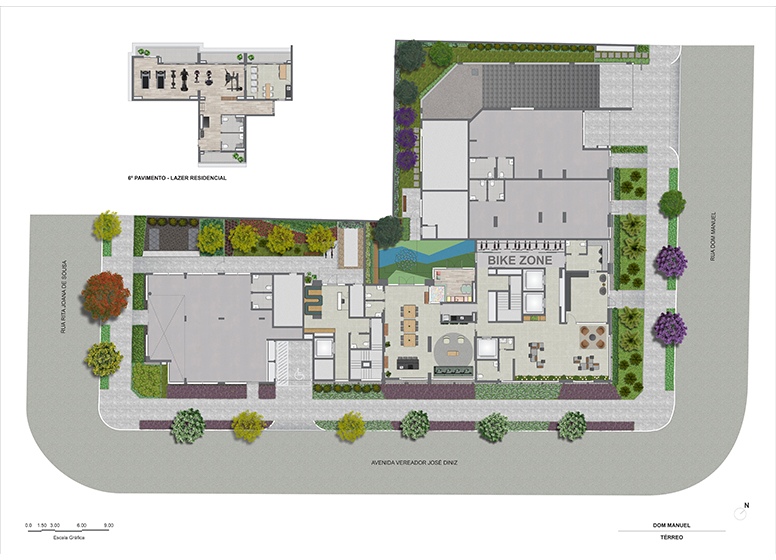 6º PAVIMENTO - LAZER RESIDENCIAL
RUA RITA JOANA DE SOUSA
RUA DOM MANUEL
BIKE ZONE
AVENIDA VEREADOR JOSÉ DINIZ
0.0 1.50 3.00 6.00 9.00
Escala Gráfica
N
DOM MANUEL
TÉRREO